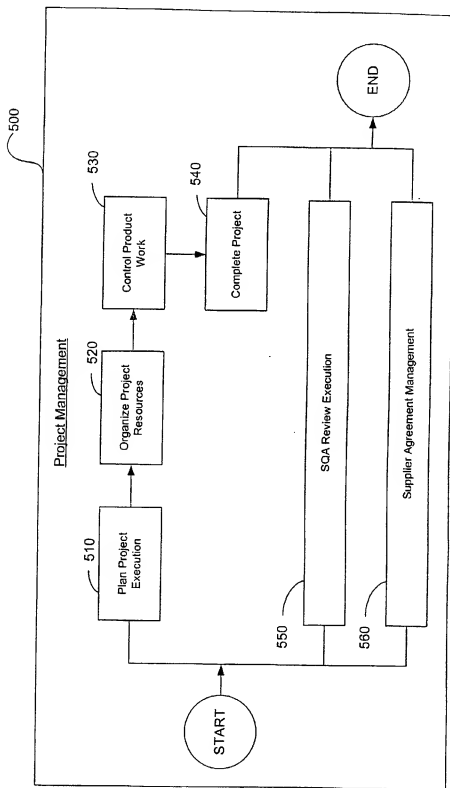 500
Project Management
510
Plan Project
Execution
520
Organize Project
Resources
530
Control Product
Work
540
Complete Project
START
550
SQA Review Execution
560
Supplier Agreement Management
END